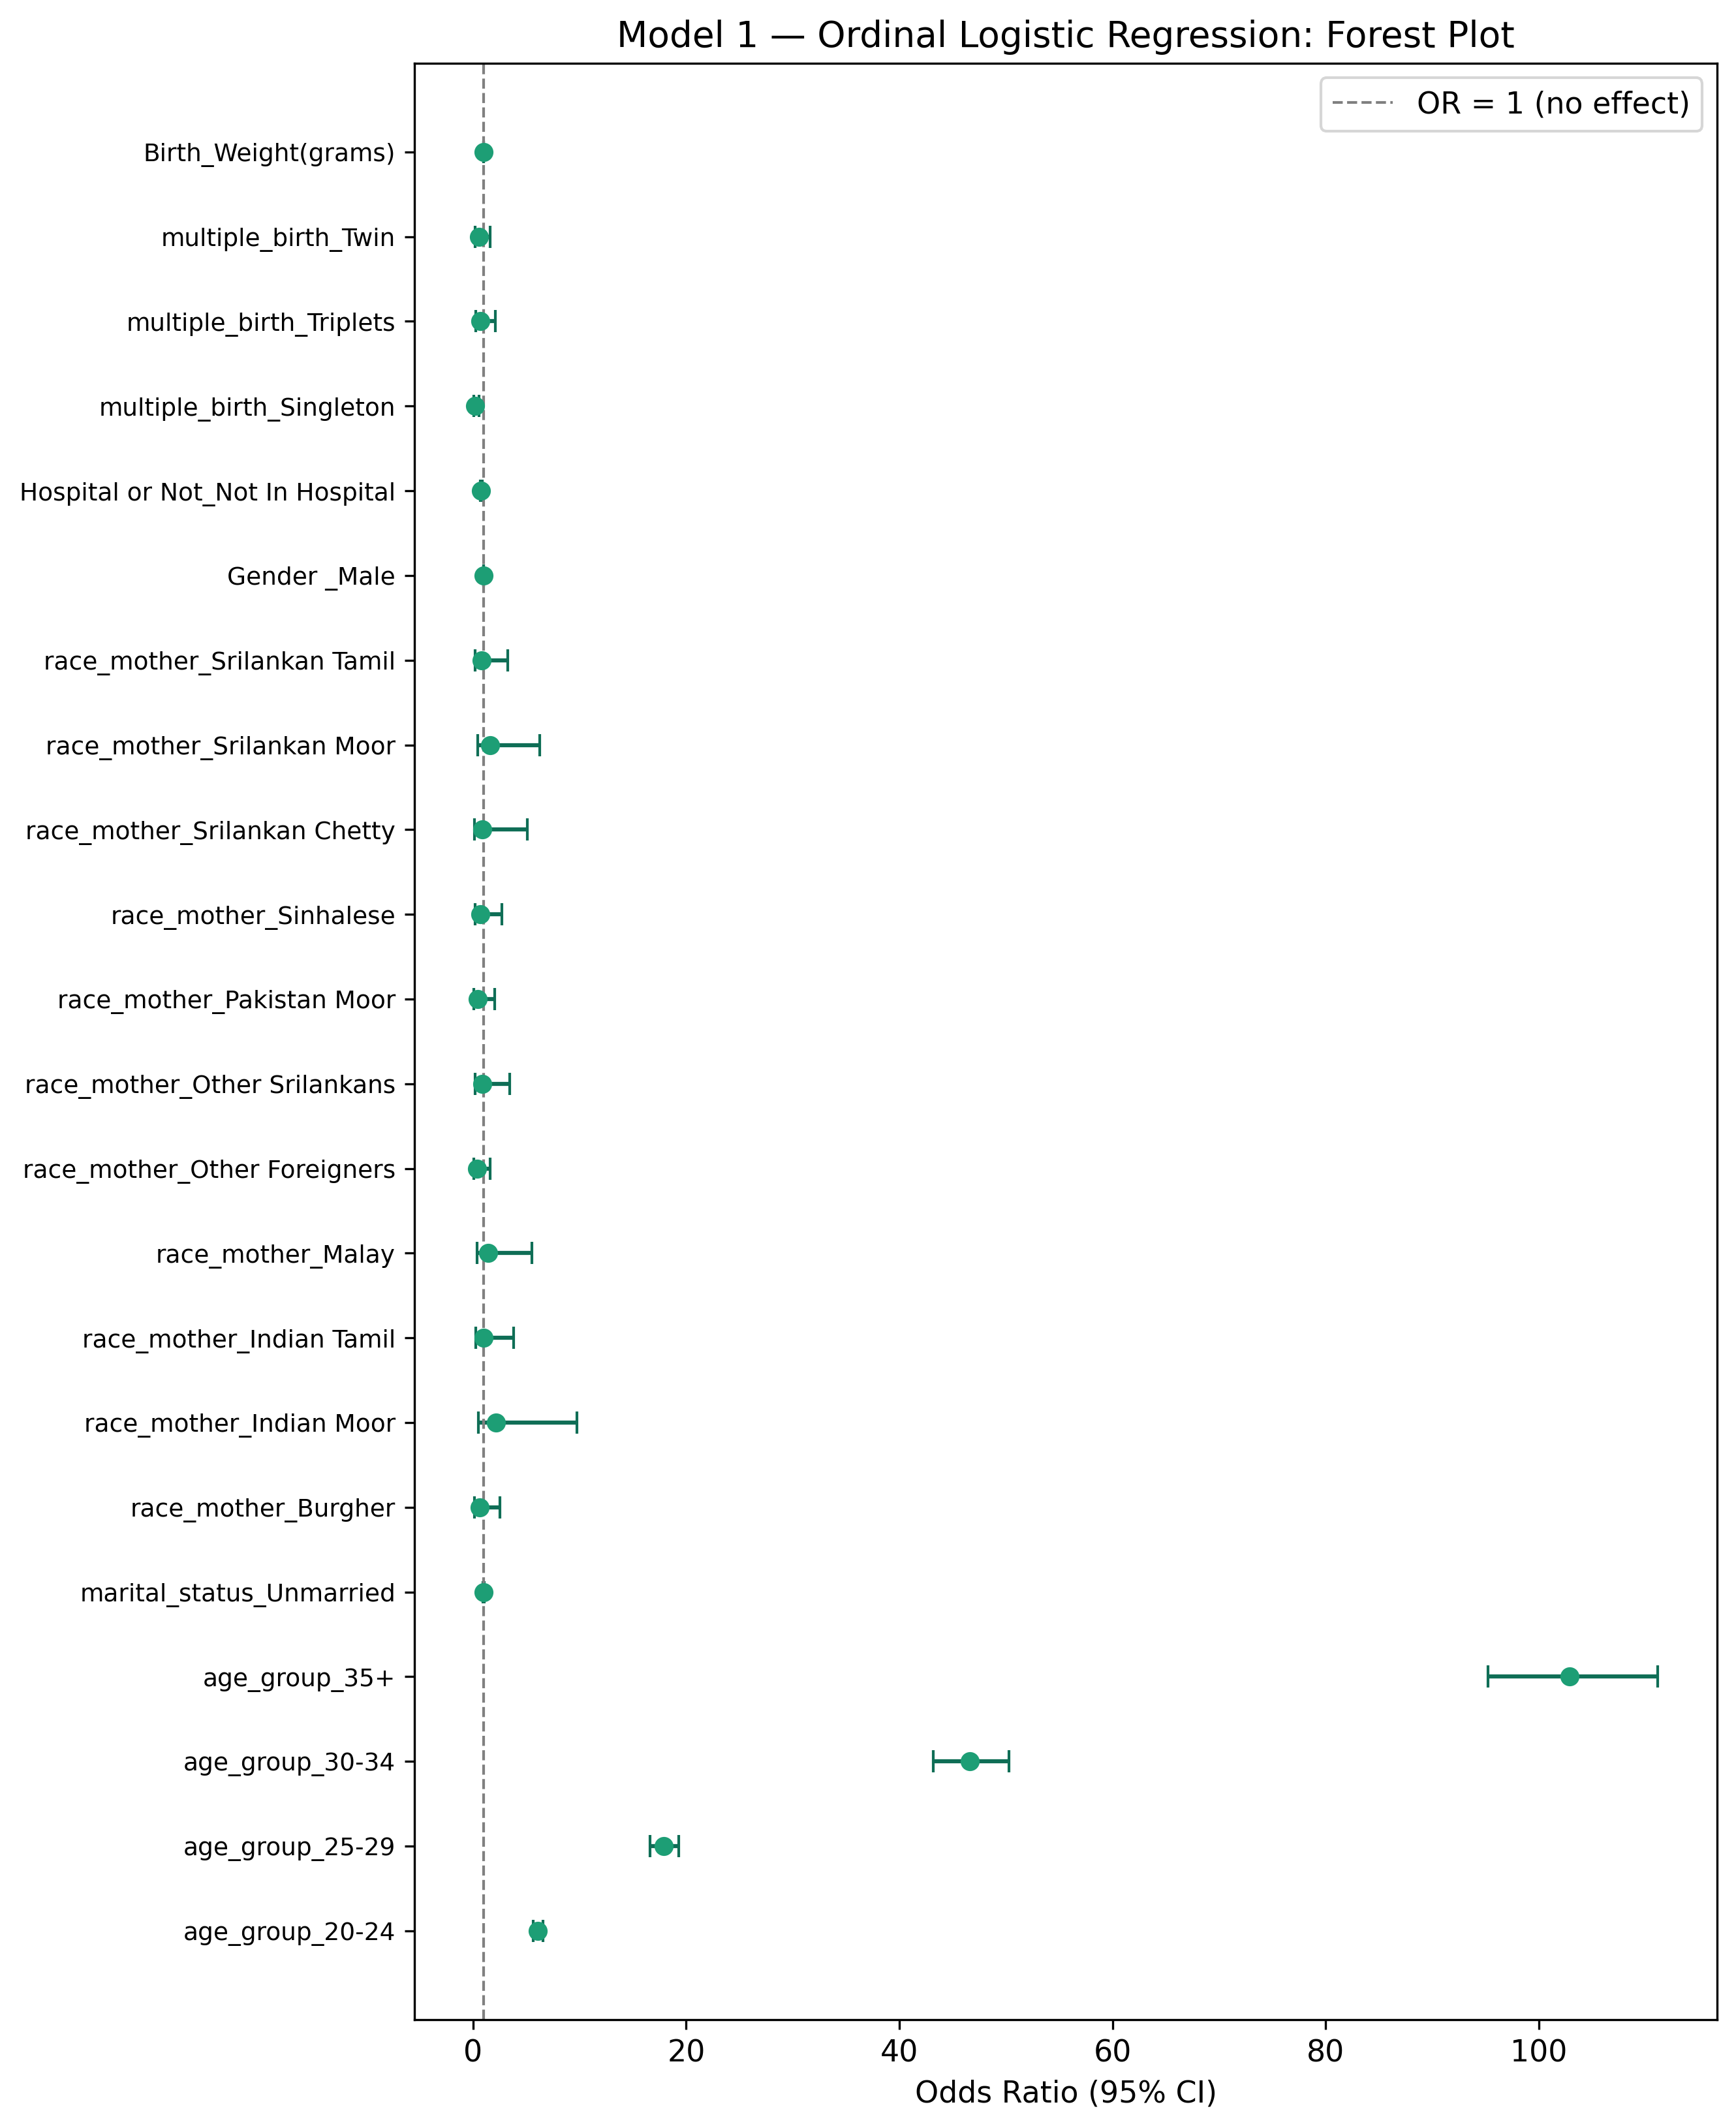 Model 1 — Ordinal Logistic Regression: Forest Plot
OR = 1 (no effect)
Birth_Weight(grams)
multiple_birth_Twin
multiple_birth_Triplets
multiple_birth_Singleton
Hospital or Not_Not In Hospital
Gender _Male
race_mother_Srilankan Tamil
race_mother_Srilankan Moor
race_mother_Srilankan Chetty
race_mother_Sinhalese
race_mother_Pakistan Moor
race_mother_Other Srilankans
race_mother_Other Foreigners
race_mother_Malay
race_mother_Indian Tamil
race_mother_Indian Moor
race_mother_Burgher
marital_status_Unmarried
age_group_35+
age_group_30-34
age_group_25-29
age_group_20-24
0 20 40 60 80 100
Odds Ratio (95% CI)